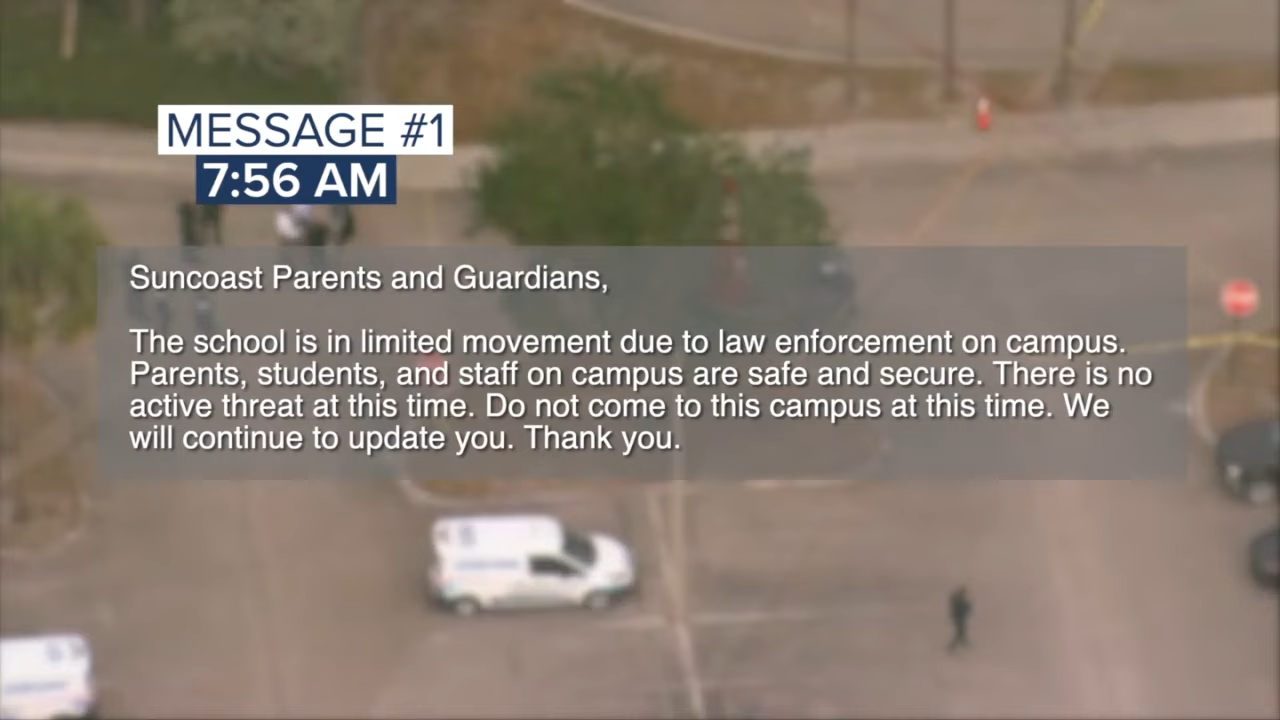 MESSAGE #1
7:56 AM
Suncoast Parents and Guardians,
The school is in limited movement due to law enforcement on campus.
Parents, students, and staff on campus are safe and secure. There is no
active threat at this time. Do not come to this campus at this time. We
will continue to update you. Thank you.